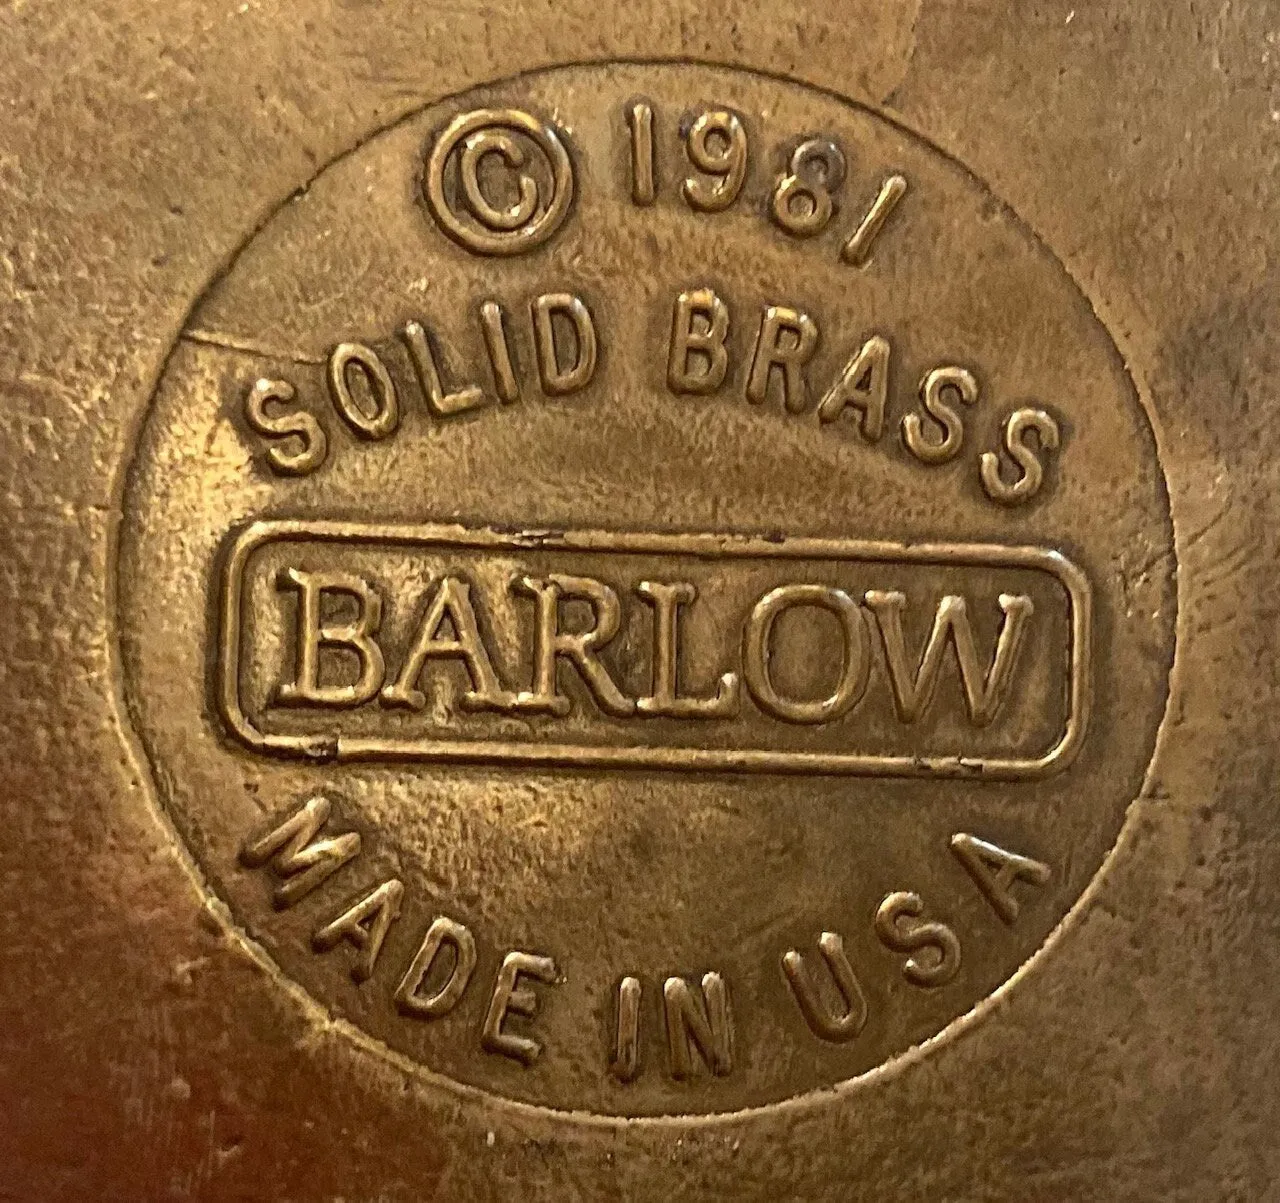 © 1981
SOLID BRASS
BARLOW
MADE IN USA